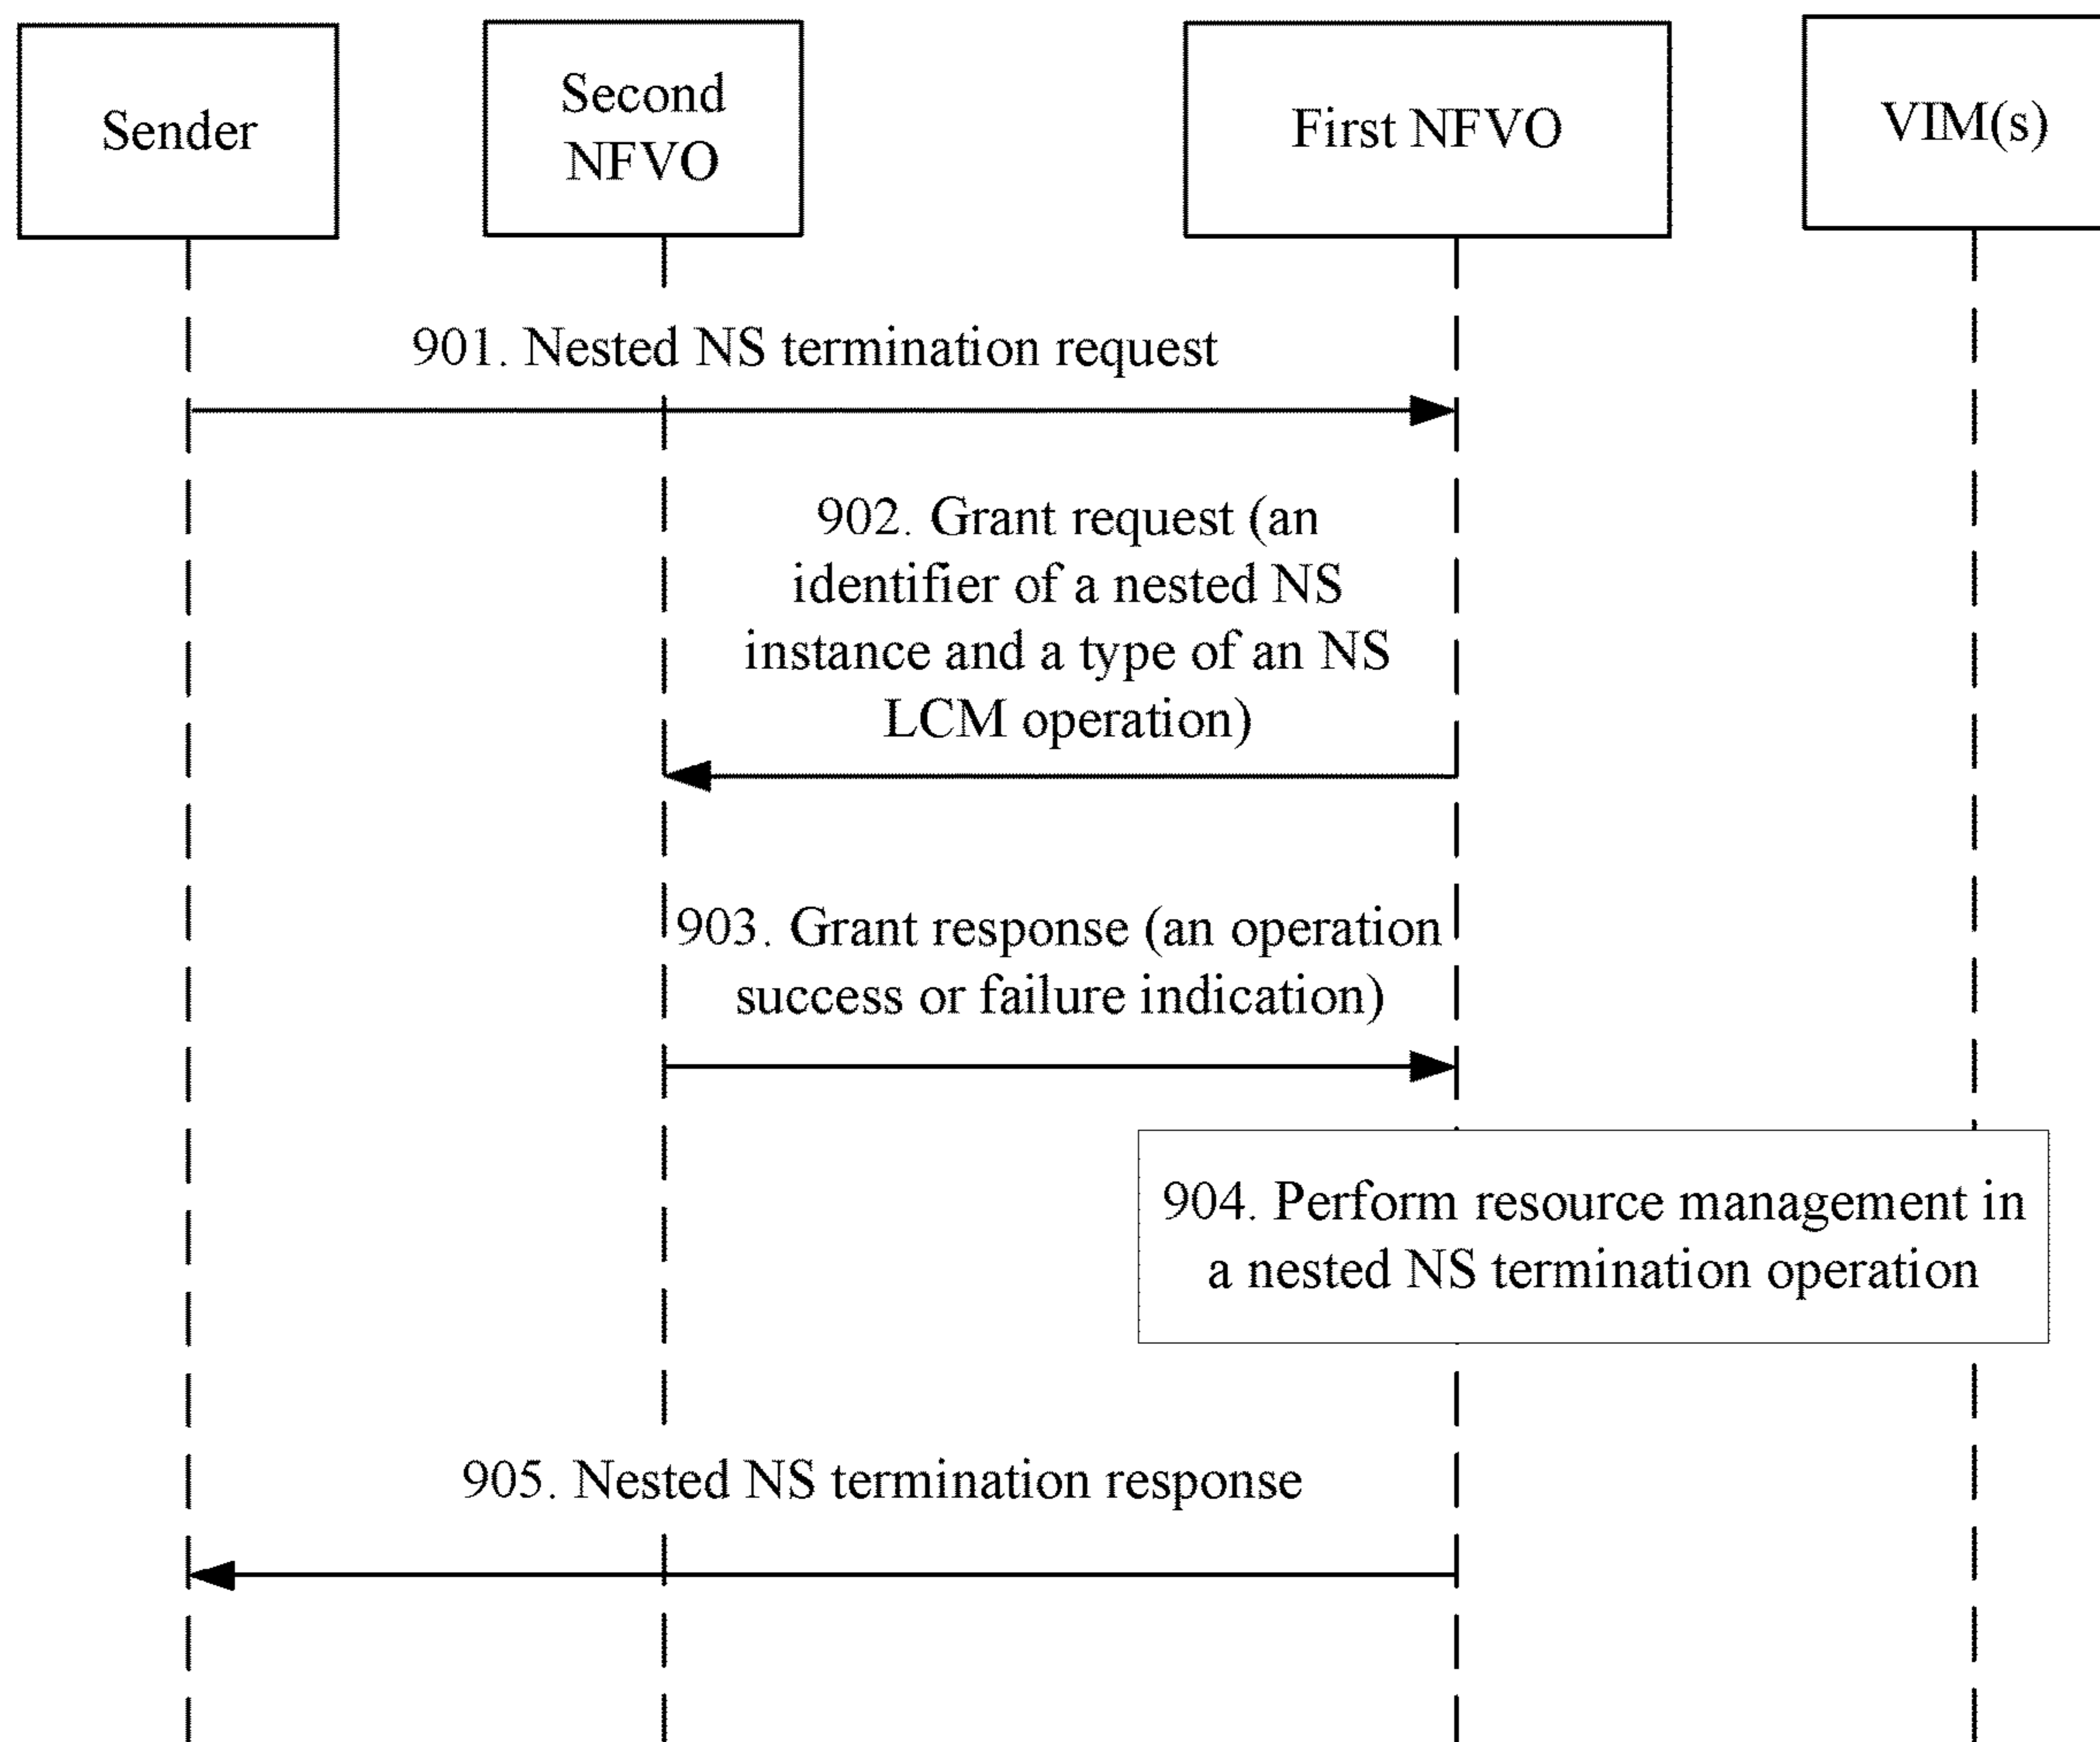 Sender
Second
NFVO
First NFVO
VIM(s)
901. Nested NS termination request
902. Grant request (an
identifier of a nested NS
instance and a type of an NS
LCM operation)
903. Grant response (an operation
success or failure indication)
904. Perform resource management in
a nested NS termination operation
905. Nested NS termination response